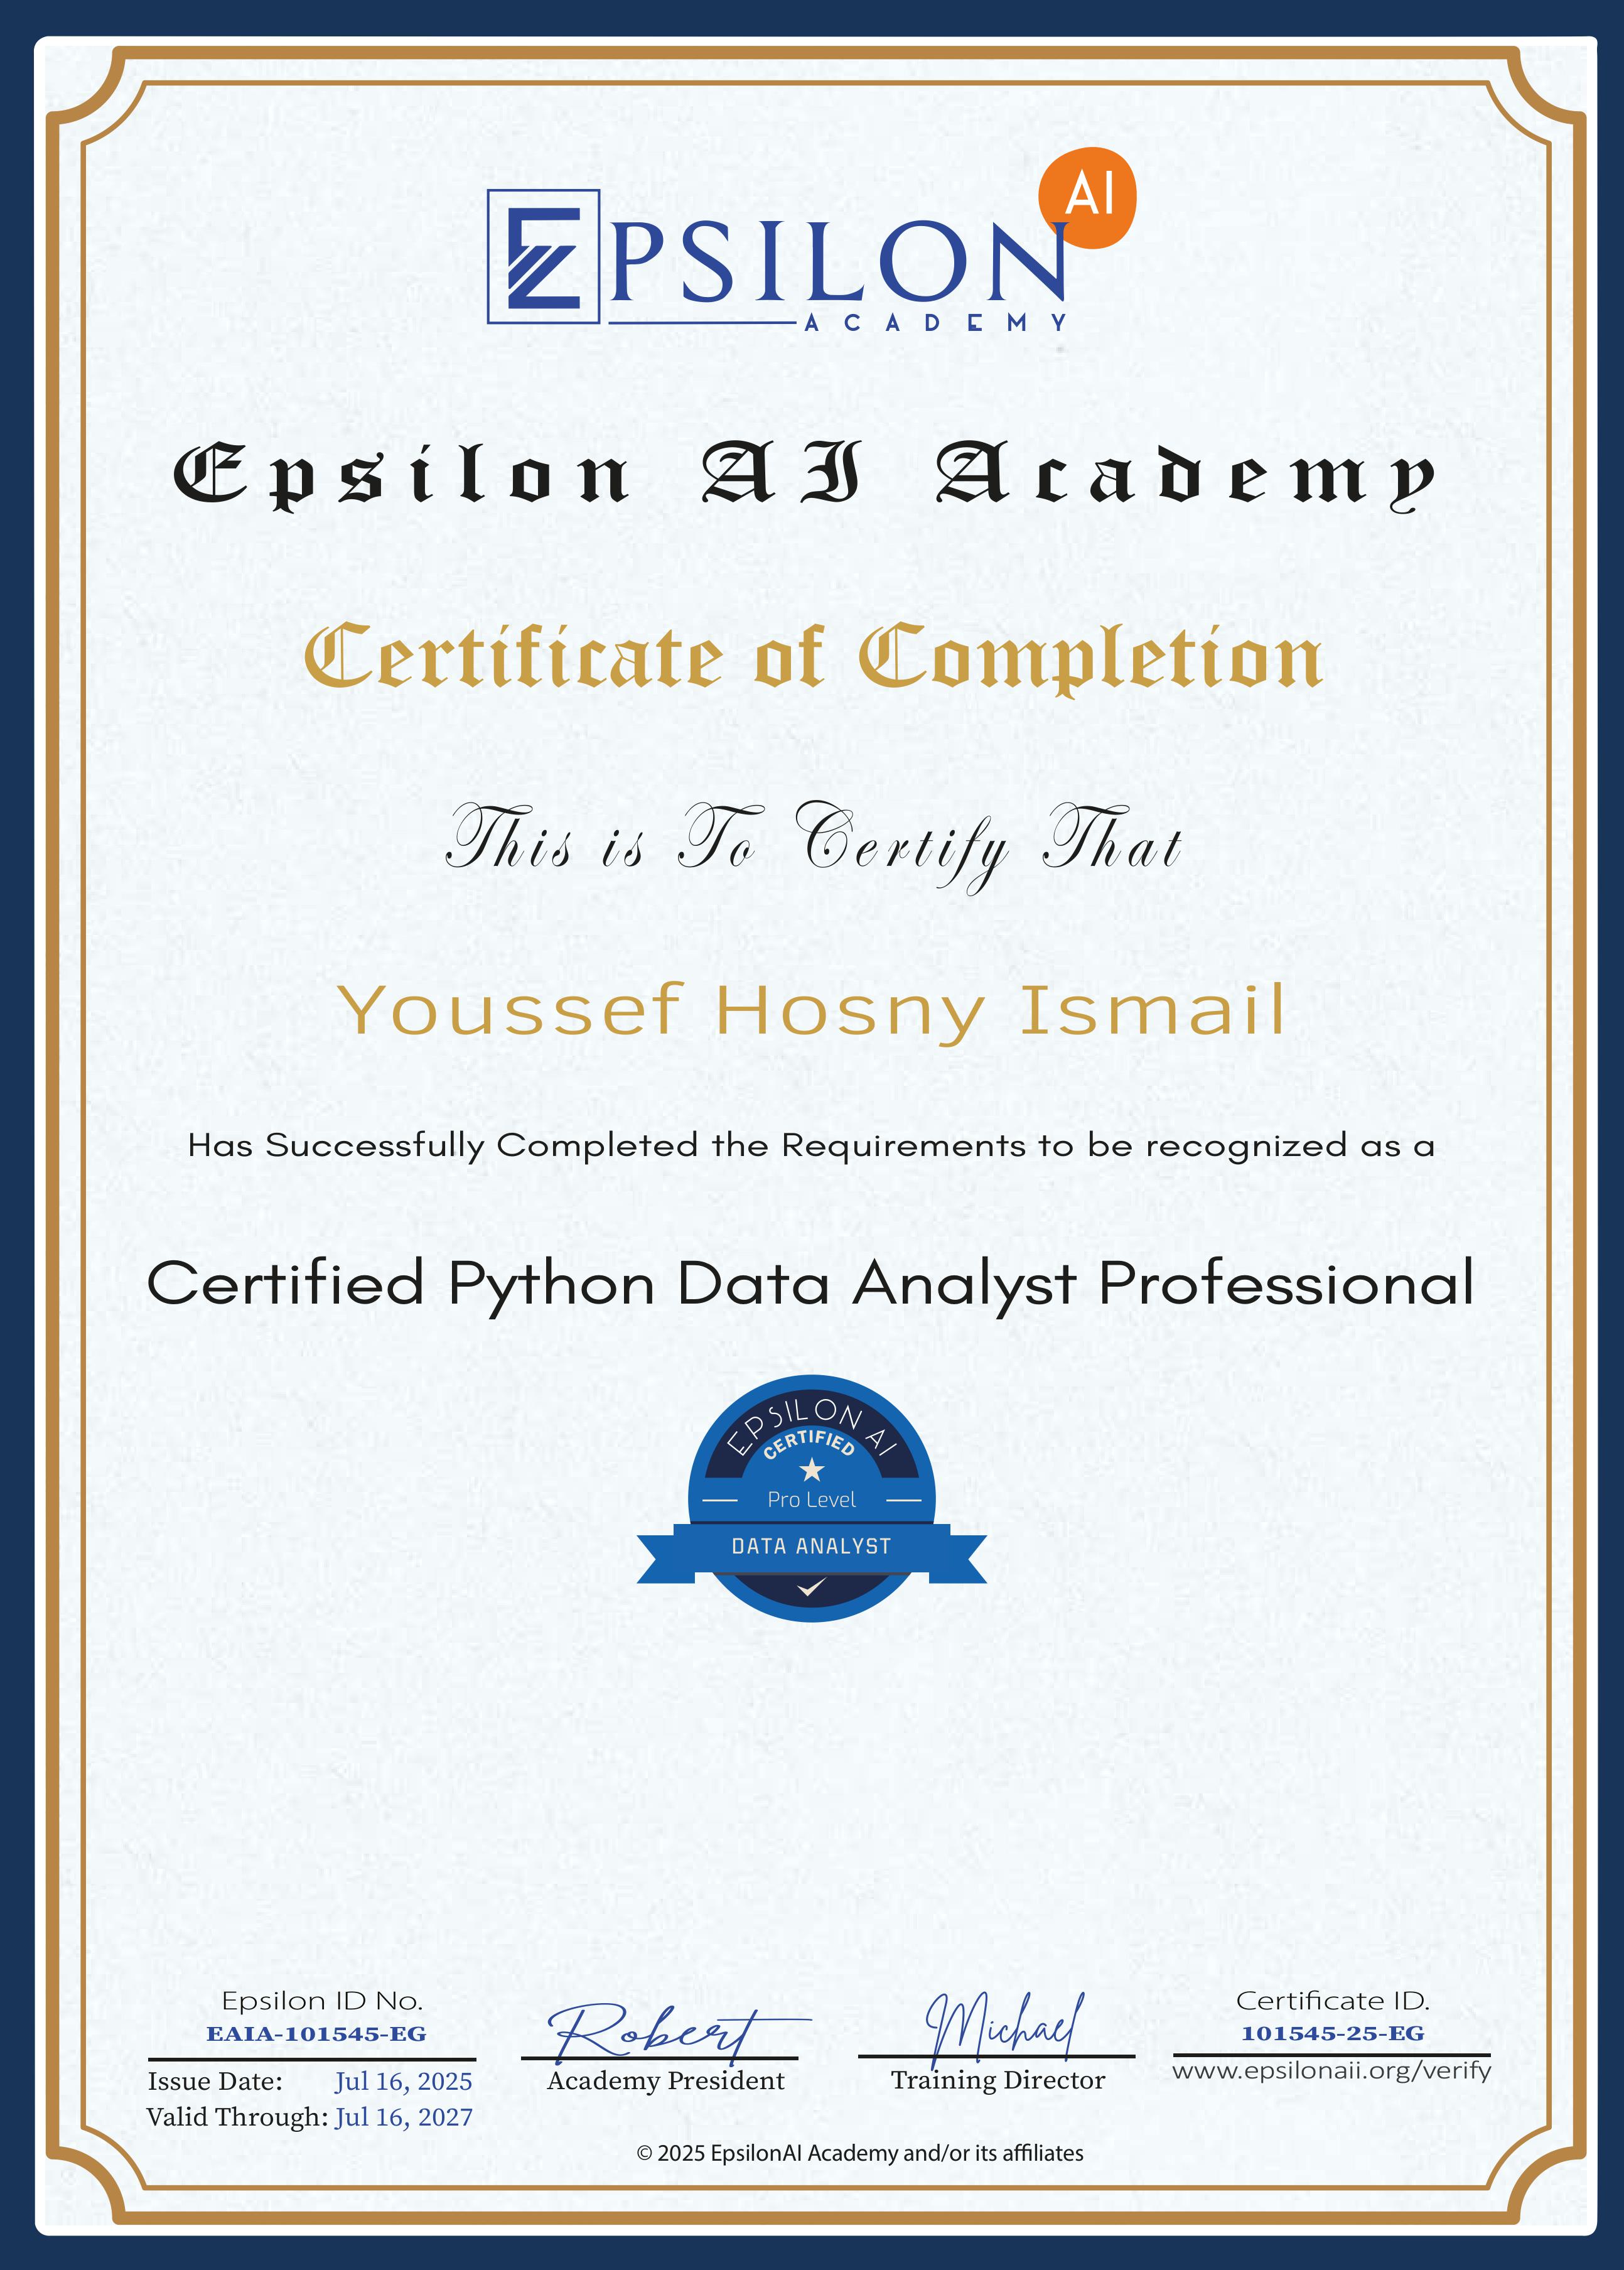 EPSILON AI
ACADEMY
Epsilon AI Academy
Certificate of Completion
This is To Certify That
Youssef Hosny Ismail
Has Successfully Completed the Requirements to be recognized as a
Certified Python Data Analyst Professional
EPSILON AI
CERTIFIED
Pro Level
DATA ANALYST
Epsilon ID No.
EAIA-101545-EG
Issue Date: Jul 16, 2025
Valid Through: Jul 16, 2027
Robert
Academy President
Michael
Training Director
Certificate ID.
101545-25-EG
www.epsilonaii.org/verify
© 2025 EpsilonAI Academy and/or its affiliates